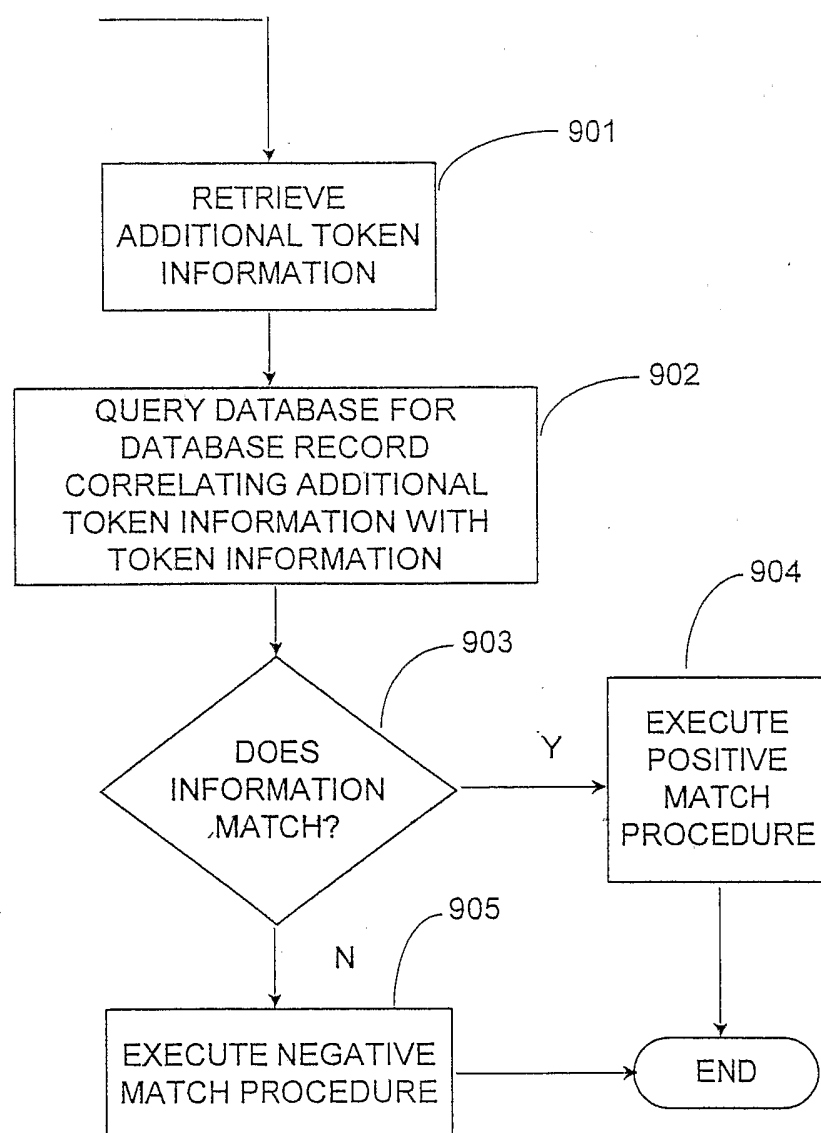 901
RETRIEVE
ADDITIONAL TOKEN
INFORMATION
902
QUERY DATABASE FOR
DATABASE RECORD
CORRELATING ADDITIONAL
TOKEN INFORMATION WITH
TOKEN INFORMATION
903
DOES
INFORMATION
MATCH?
Y
904
EXECUTE
POSITIVE
MATCH
PROCEDURE
N
905
EXECUTE NEGATIVE
MATCH PROCEDURE
END